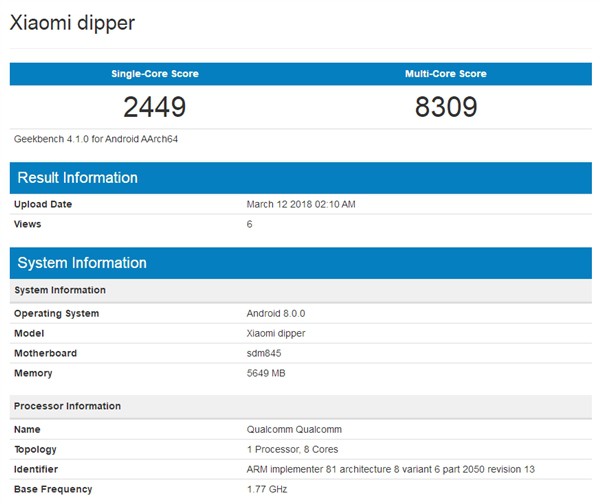 Xiaomi dipper
Single-Core Score Multi-Core Score
2449 8309
Geekbench 4.1.0 for Android AArch64
Result Information
Upload Date March 12 2018 02:10 AM
Views 6
System Information
System Information
Operating System Android 8.0.0
Model Xiaomi dipper
Motherboard sdm845
Memory 5649 MB
Processor Information
Name Qualcomm Qualcomm
Topology 1 Processor, 8 Cores
Identifier ARM implementer 81 architecture 8 variant 6 part 2050 revision 13
Base Frequency 1.77 GHz